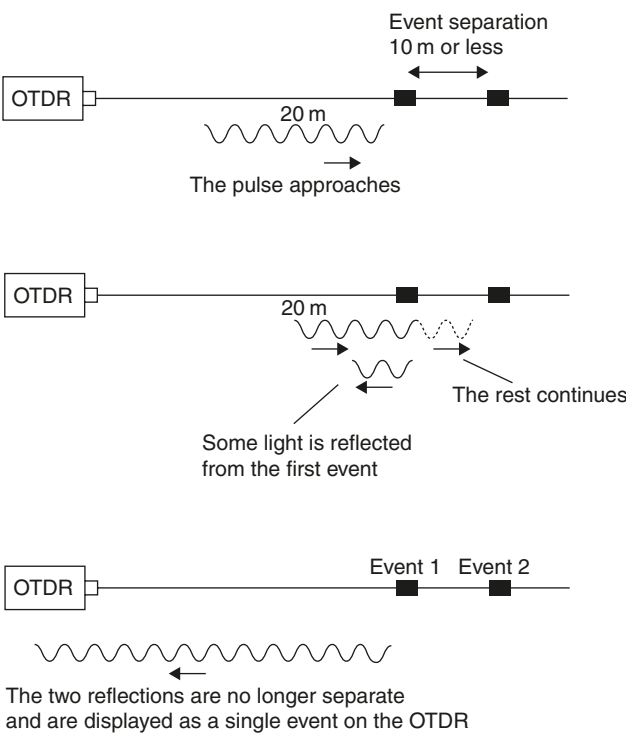 Event separation
10 m or less
OTDR
20 m
The pulse approaches
OTDR
20 m
The rest continues
Some light is reflected
from the first event
Event 1 Event 2
OTDR
The two reflections are no longer separate
and are displayed as a single event on the OTDR